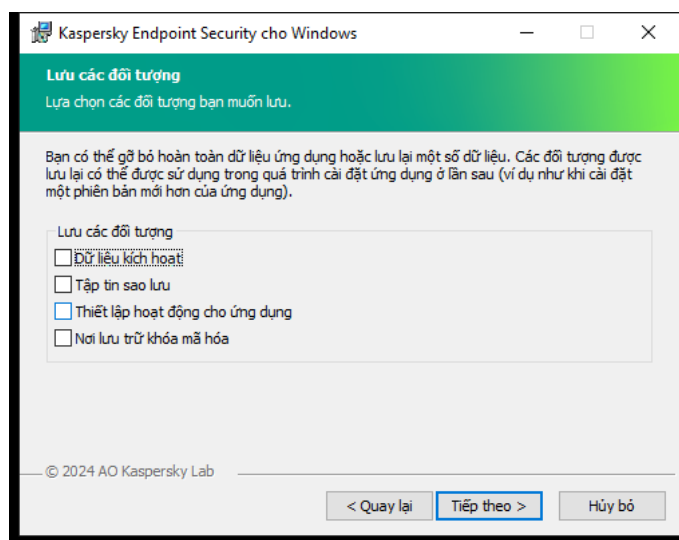 Kaspersky Endpoint Security cho Windows
Lưu các đối tượng
Lựa chọn các đối tượng bạn muốn lưu.
Bạn có thể gỡ bỏ hoàn toàn dữ liệu ứng dụng hoặc lưu lại một số dữ liệu. Các đối tượng được
lưu lại có thể được sử dụng trong quá trình cài đặt ứng dụng ở lần sau (ví dụ như khi cài đặt
một phiên bản mới hơn của ứng dụng).
Lưu các đối tượng
Dữ liệu kích hoạt
Tập tin sao lưu
Thiết lập hoạt động cho ứng dụng
Nơi lưu trữ khóa mã hóa
© 2024 AO Kaspersky Lab
< Quay lại Tiếp theo > Hủy bỏ